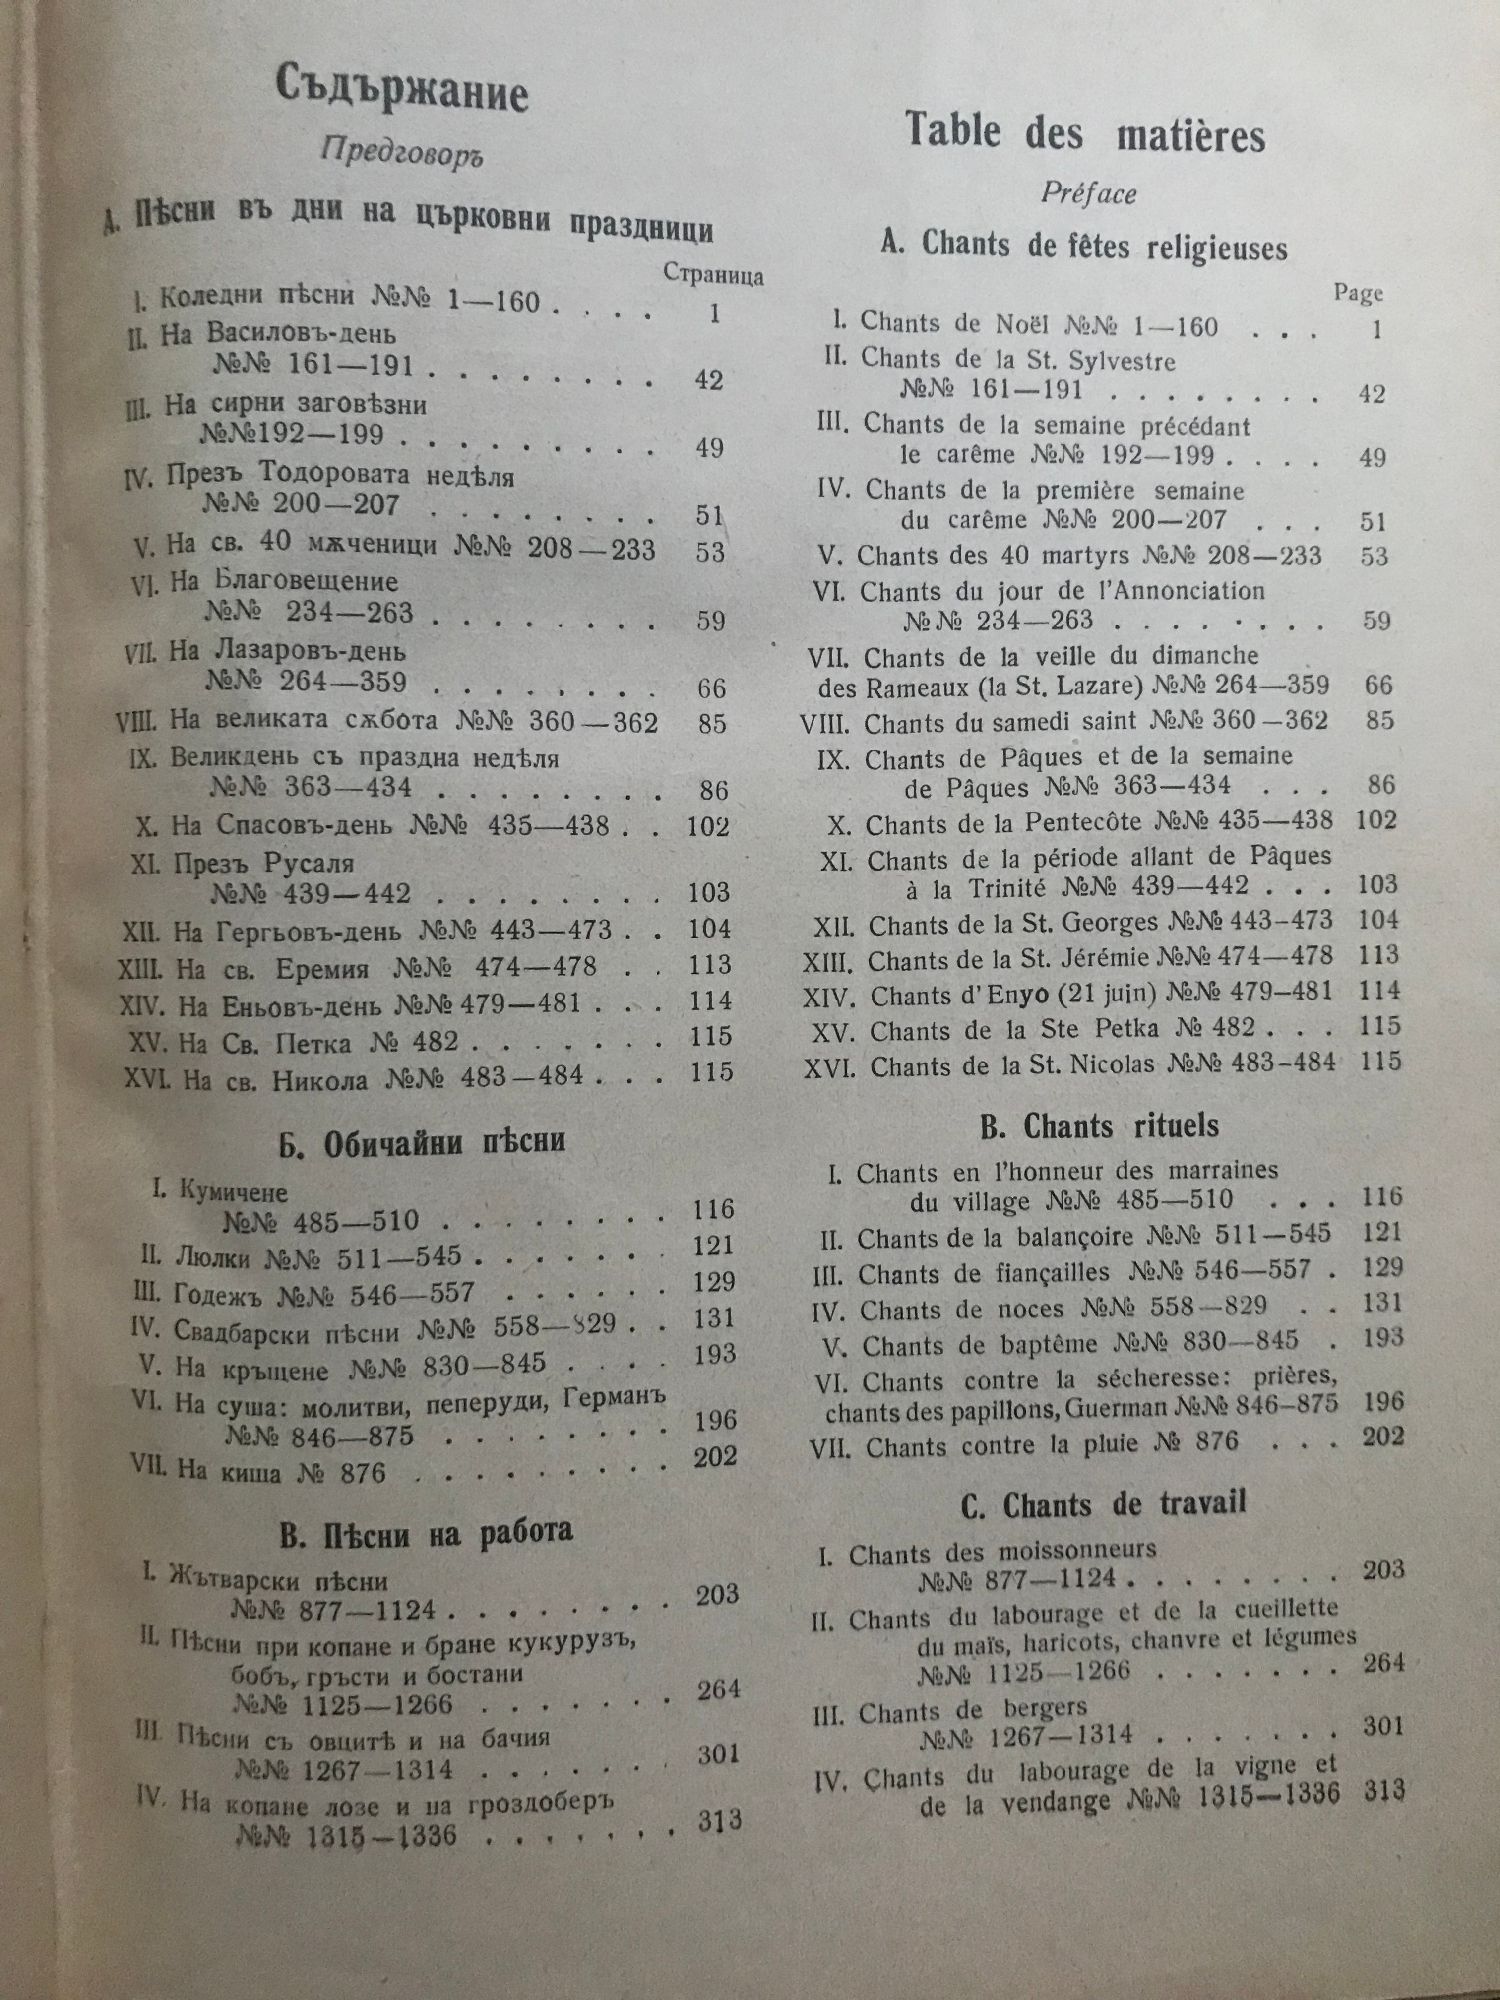 Съдържание
Предговоръ
А. Пѣсни въ дни на църковни праздници
Страница
I. Коледни пѣсни №№ 1—160 . . . . 1
II. На Василовъ-день
№№ 161—191 . . . . . . . . 42
III. На сирни заговѣзни
№№192—199 . . . . . . . . . 49
IV. Презъ Тодоровата недѣля
№№ 200—207 . . . . . . . . 51
V. На св. 40 мѫченици №№ 208—233 53
VI. На Благовещение
№№ 234—263 . . . . . . . . 59
VII. На Лазаровъ-день
№№ 264—359 . . . . . . . . 66
VIII. На великата сѫбота №№ 360—362 85
IX. Великдень съ праздна недѣля
№№ 363—434 . . . . . . . . 86
X. На Спасовъ-день №№ 435—438 . . 102
XI. Презъ Русаля
№№ 439—442 . . . . . . . . 103
XII. На Гергьовъ-день №№ 443—473 . . 104
XIII. На св. Еремия №№ 474—478 . . 113
XIV. На Еньовъ-день №№ 479—481 . . . 114
XV. На Св. Петка № 482 . . . . . . . 115
XVI. На св. Никола №№ 483—484 . . . 115
Б. Обичайни пѣсни
I. Кумичене
№№ 485—510 . . . . . . . . 116
II. Люлки №№ 511—545 . . . . . . . 121
III. Годежъ №№ 546—557 . . . . . . 129
IV. Свадбарски пѣсни №№ 558—829 . . 131
V. На кръщене №№ 830—845 . . . . 193
VI. На суша: молитви, пеперуди, Германъ
№№ 846—875 . . . . . . . . 196
VII. На киша № 876 . . . . . . . . . 202
В. Пѣсни на работа
I. Жътварски пѣсни
№№ 877—1124 . . . . . . . . 203
II. Пѣсни при копане и бране кукурузъ,
бобъ, гръсти и бостани
№№ 1125—1266 . . . . . . . 264
III. Пѣсни съ овцитѣ и на бачия
№№ 1267—1314 . . . . . . . 301
IV. На копане лозе и на гроздоберъ
№№ 1315—1336 . . . . . . . 313
Table des matières
Préface
A. Chants de fêtes religieuses
Page
I. Chants de Noël №№ 1—160 . . . 1
II. Chants de la St. Sylvestre
№№ 161—191 . . . . . . . . 42
III. Chants de la semaine précédant
le carême №№ 192—199 . . . . 49
IV. Chants de la première semaine
du carême №№ 200—207 . . . 51
V. Chants des 40 martyrs №№ 208—233 53
VI. Chants du jour de l'Annonciation
№№ 234—263 . . . . . . . . 59
VII. Chants de la veille du dimanche
des Rameaux (la St. Lazare) №№ 264—359 66
VIII. Chants du samedi saint №№ 360—362 85
IX. Chants de Pâques et de la semaine
de Pâques №№ 363—434 . . . 86
X. Chants de la Pentecôte №№ 435—438 102
XI. Chants de la période allant de Pâques
à la Trinité №№ 439—442 . . . 103
XII. Chants de la St. Georges №№ 443-473 104
XIII. Chants de la St. Jérémie №№ 474—478 113
XIV. Chants d'Enyo (21 juin) №№ 479—481 114
XV. Chants de la Ste Petka № 482 . . . 115
XVI. Chants de la St. Nicolas №№ 483-484 115
B. Chants rituels
I. Chants en l'honneur des marraines
du village №№ 485—510 . . . 116
II. Chants de la balançoire №№ 511—545 121
III. Chants de fiançailles №№ 546—557 . 129
IV. Chants de noces №№ 558—829 . . 131
V. Chants de baptême №№ 830—845 . 193
VI. Chants contre la sécheresse: prières,
chants des papillons, Guerman №№ 846—875 196
VII. Chants contre la pluie № 876 . . . 202
C. Chants de travail
I. Chants des moissonneurs
№№ 877—1124 . . . . . . . . 203
II. Chants du labourage et de la cueillette
du maïs, haricots, chanvre et légumes
№№ 1125—1266 . . . . . . . 264
III. Chants de bergers
№№ 1267—1314 . . . . . . . 301
IV. Chants du labourage de la vigne et
de la vendange №№ 1315—1336 313